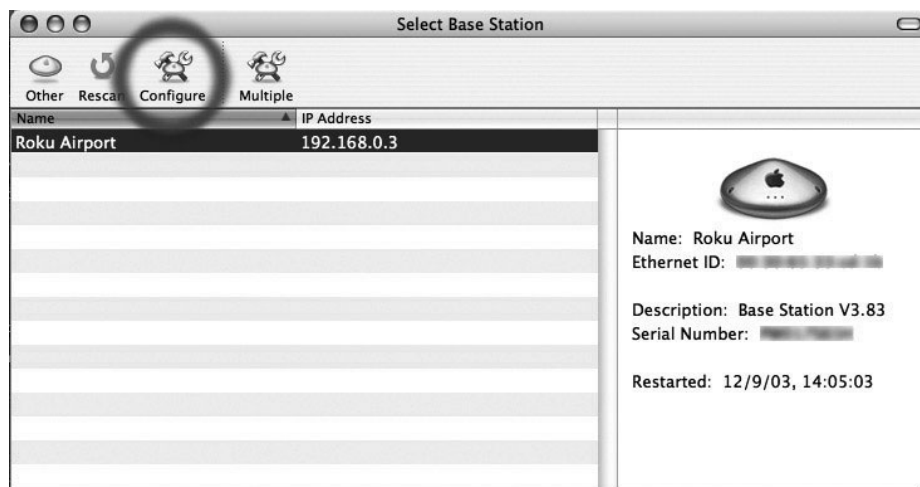 Select Base Station
Other Rescan Configure Multiple
Name IP Address
Roku Airport 192.168.0.3
Name: Roku Airport
Ethernet ID:
Description: Base Station V3.83
Serial Number:
Restarted: 12/9/03, 14:05:03